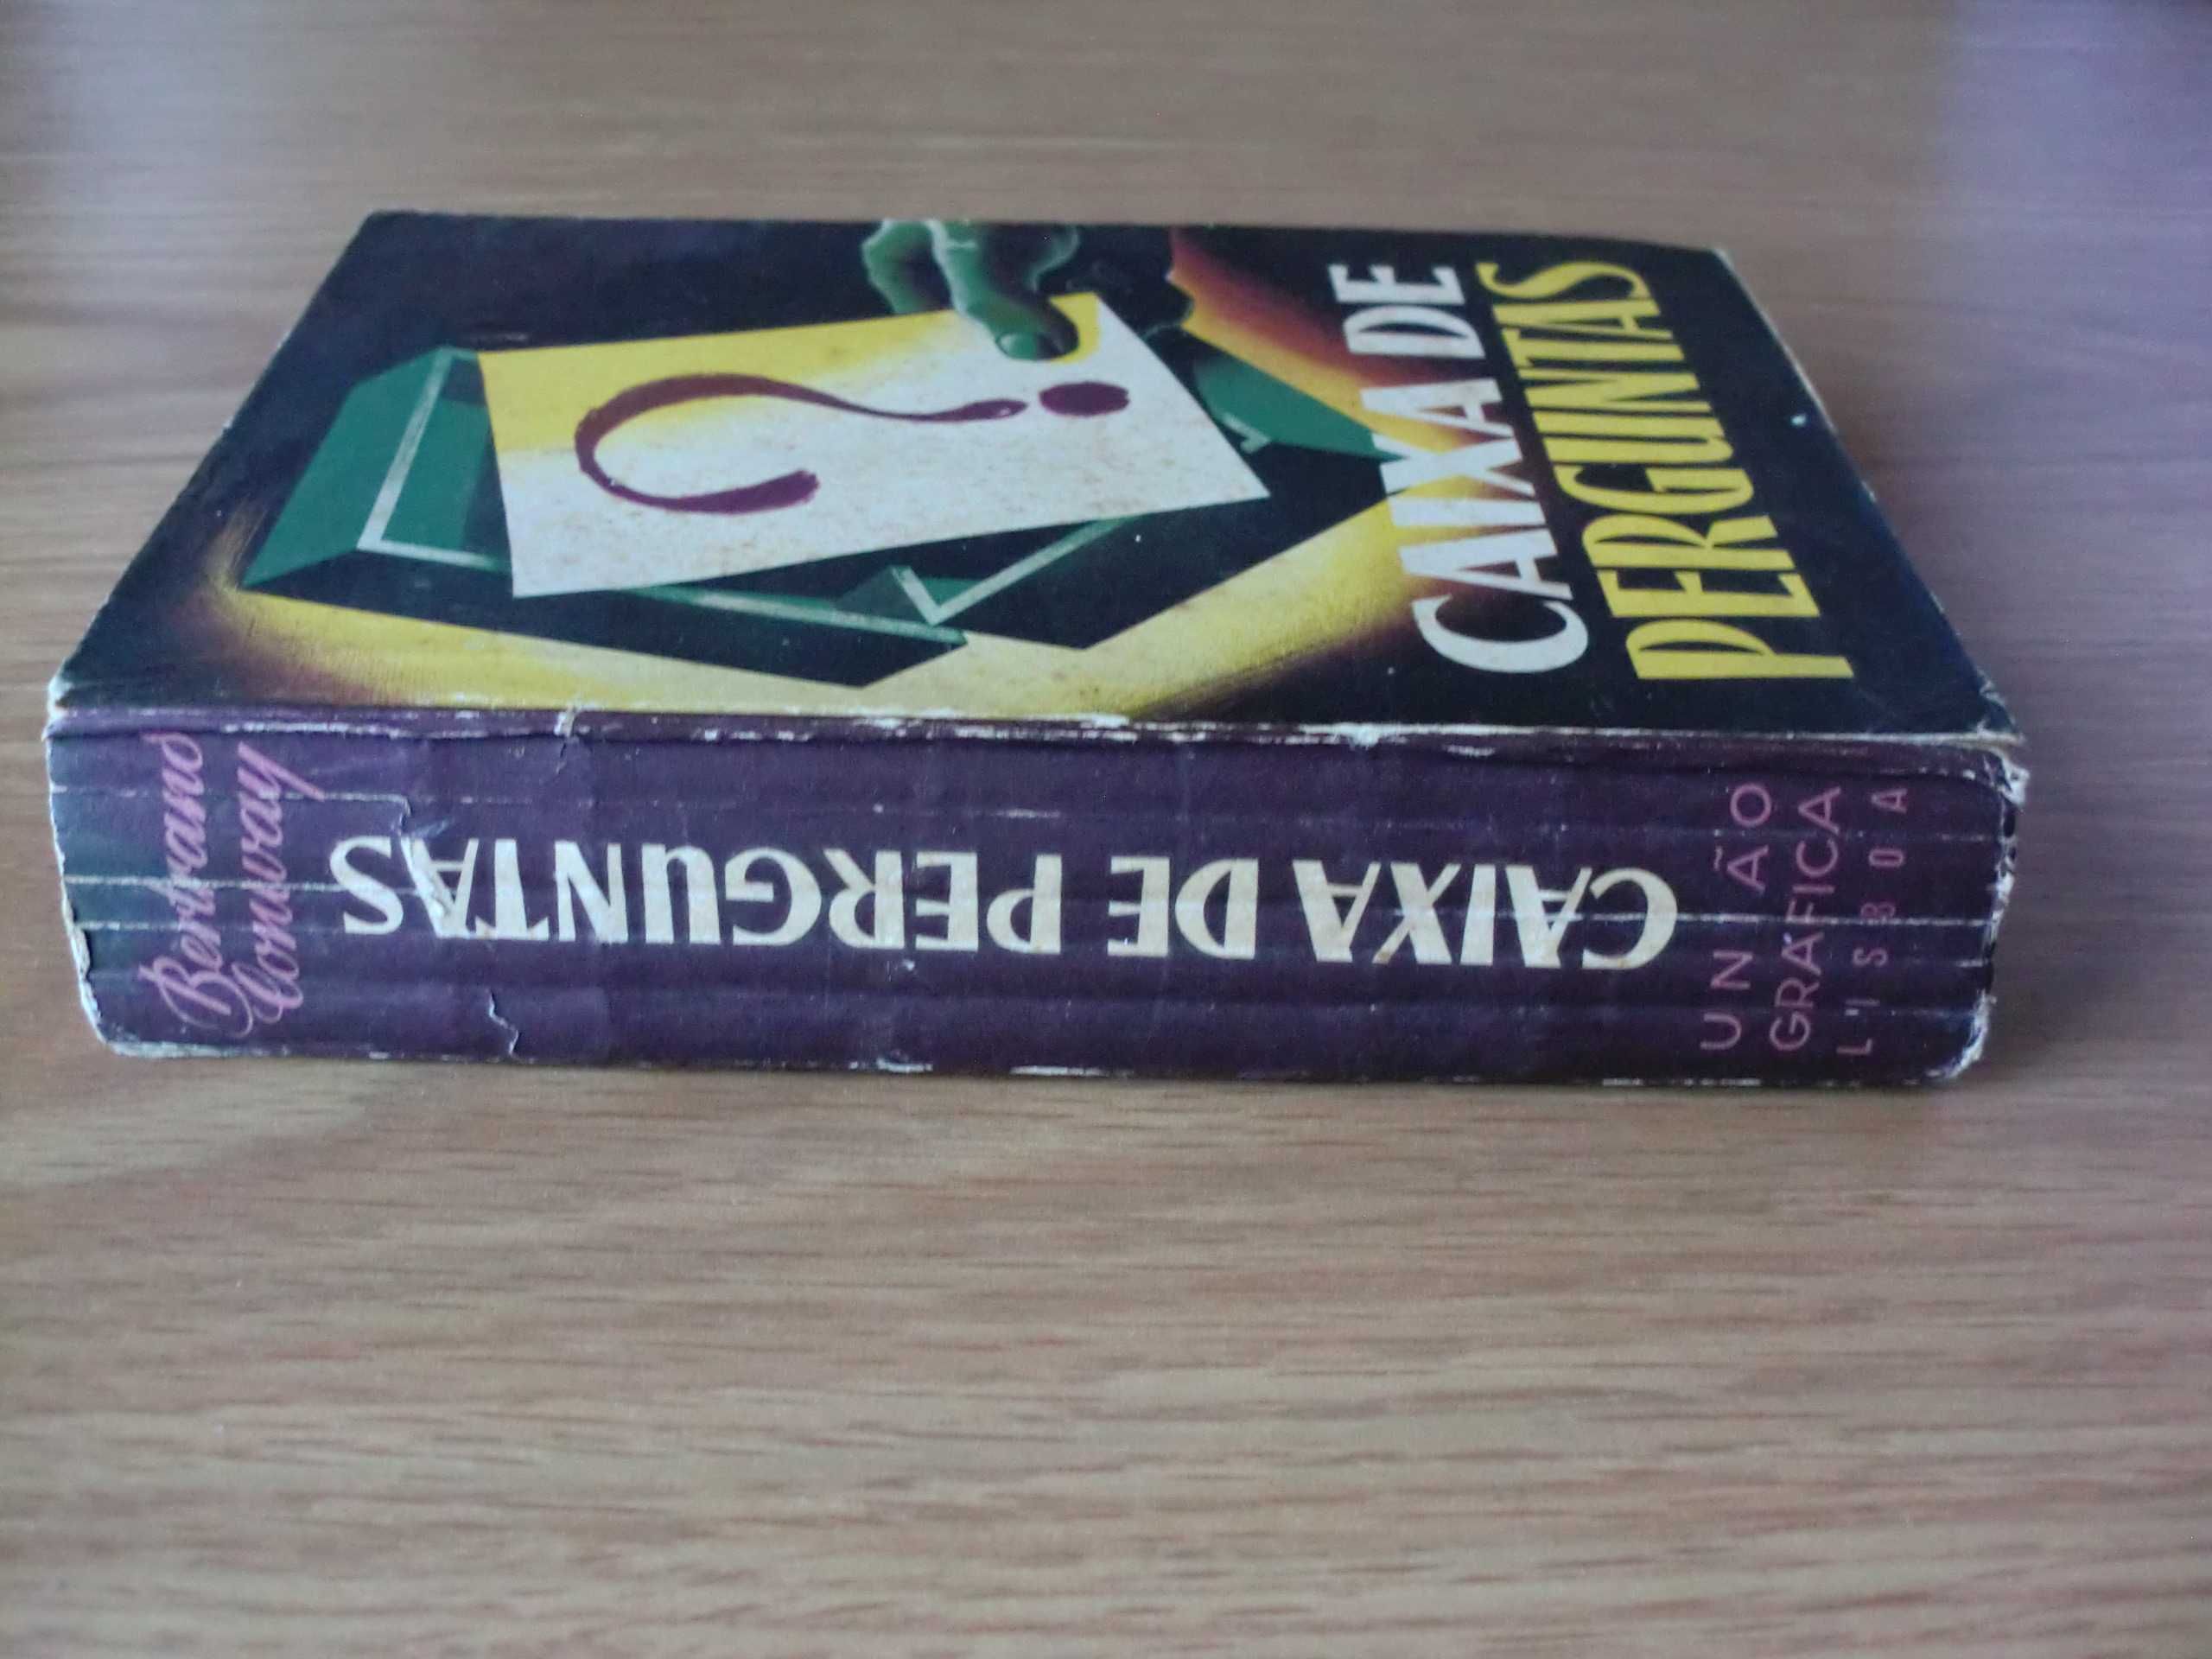 CAIXA DE
PERGUNTAS
?
Bertrand
Conway
CAIXA DE PERGUNTAS
UNIÃO
GRÁFICA
LISBOA